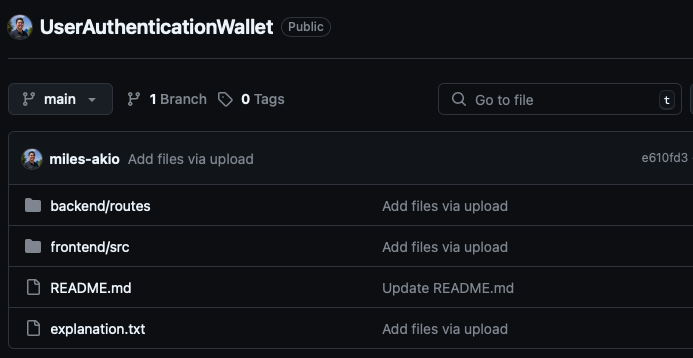 UserAuthenticationWallet Public
main 1 Branch 0 Tags Go to file t
miles-akio Add files via upload e610fd3
backend/routes Add files via upload
frontend/src Add files via upload
README.md Update README.md
explanation.txt Add files via upload